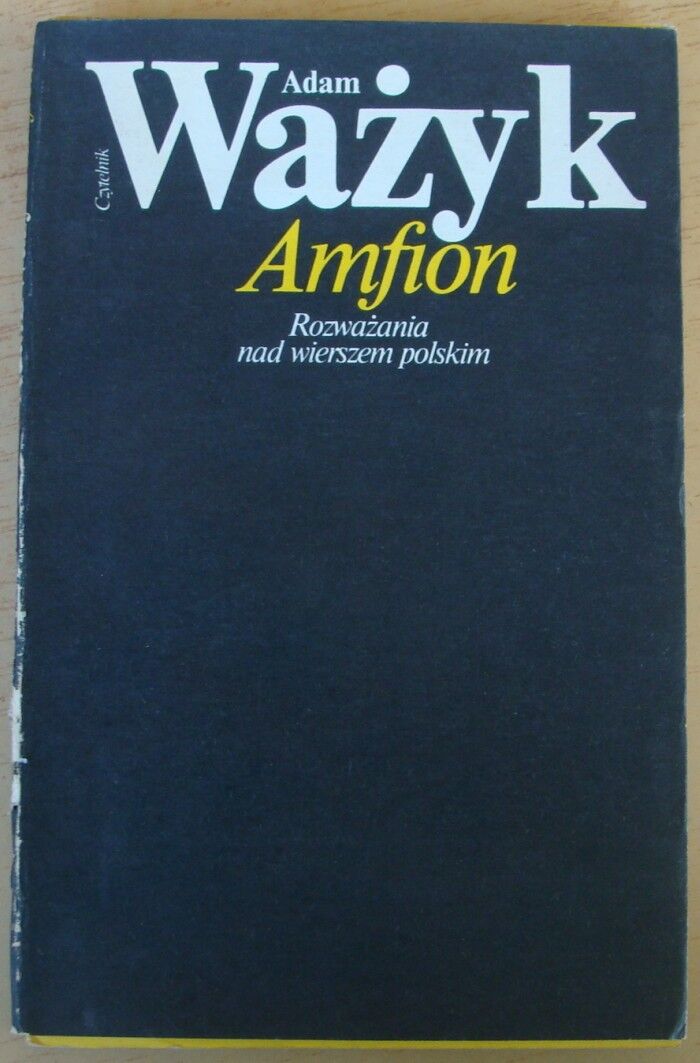 Adam
Ważyk
Czytelnik
Amfion
Rozważania
nad wierszem polskim